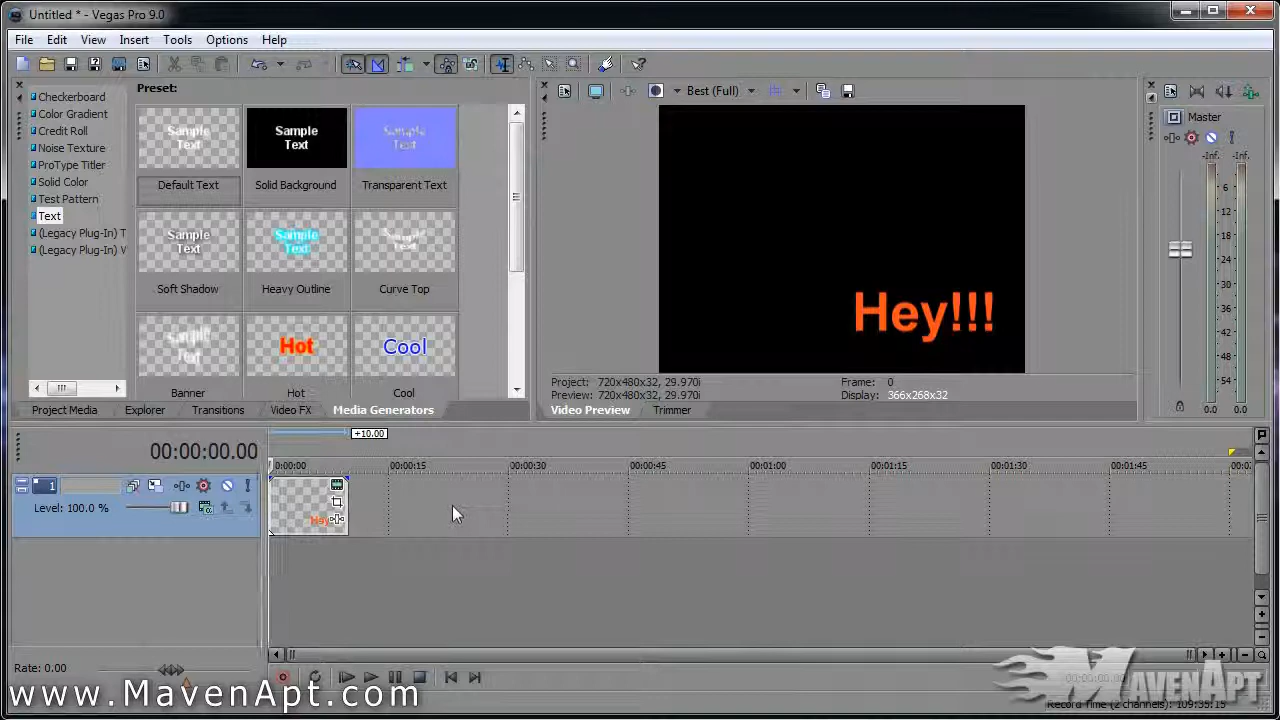 Untitled * - Vegas Pro 9.0
File Edit View Insert Tools Options Help
Preset:
Checkerboard
Color Gradient
Credit Roll
Noise Texture
ProType Titler
Solid Color
Test Pattern
Text
(Legacy Plug-In) T
(Legacy Plug-In) V
Sample Text
Default Text
Sample Text
Solid Background
Sample Text
Transparent Text
Sample Text
Soft Shadow
Sample Text
Heavy Outline
Sample Text
Curve Top
Sample Text
Banner
Hot
Hot
Cool
Cool
Project Media Explorer Transitions Video FX Media Generators
Best (Full)
Hey!!!
Project: 720x480x32, 29.970i
Preview: 720x480x32, 29.970i
Frame: 0
Display: 366x268x32
Video Preview Trimmer
Master
-Inf. -Inf.
6
12
18
24
30
36
42
48
54
0.0 0.0
00:00:00.00
+10.00
0:00:00 00:00:15 00:00:30 00:00:45 00:01:00 00:01:15 00:01:30 00:01:45 00:0
1
Level: 100.0 %
Hey
Rate: 0.00
www.MavenApt.com
MAVENAPT
Record Time (2 channels): 109:35:15